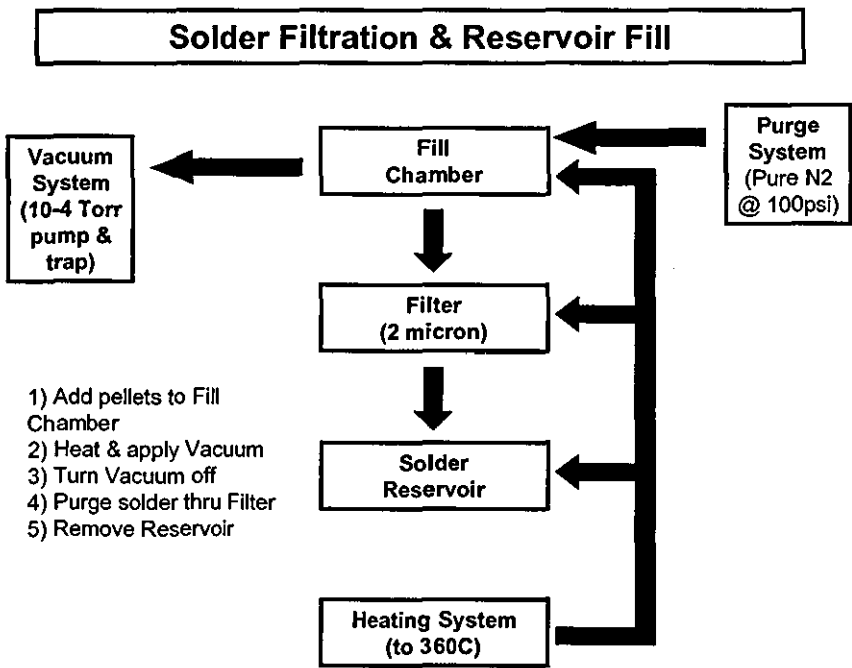 Solder Filtration & Reservoir Fill
Vacuum
System
(10-4 Torr
pump &
trap)
Fill
Chamber
Purge
System
(Pure N2
@ 100psi)
Filter
(2 micron)
1) Add pellets to Fill
Chamber
2) Heat & apply Vacuum
3) Turn Vacuum off
4) Purge solder thru Filter
5) Remove Reservoir
Solder
Reservoir
Heating System
(to 360C)